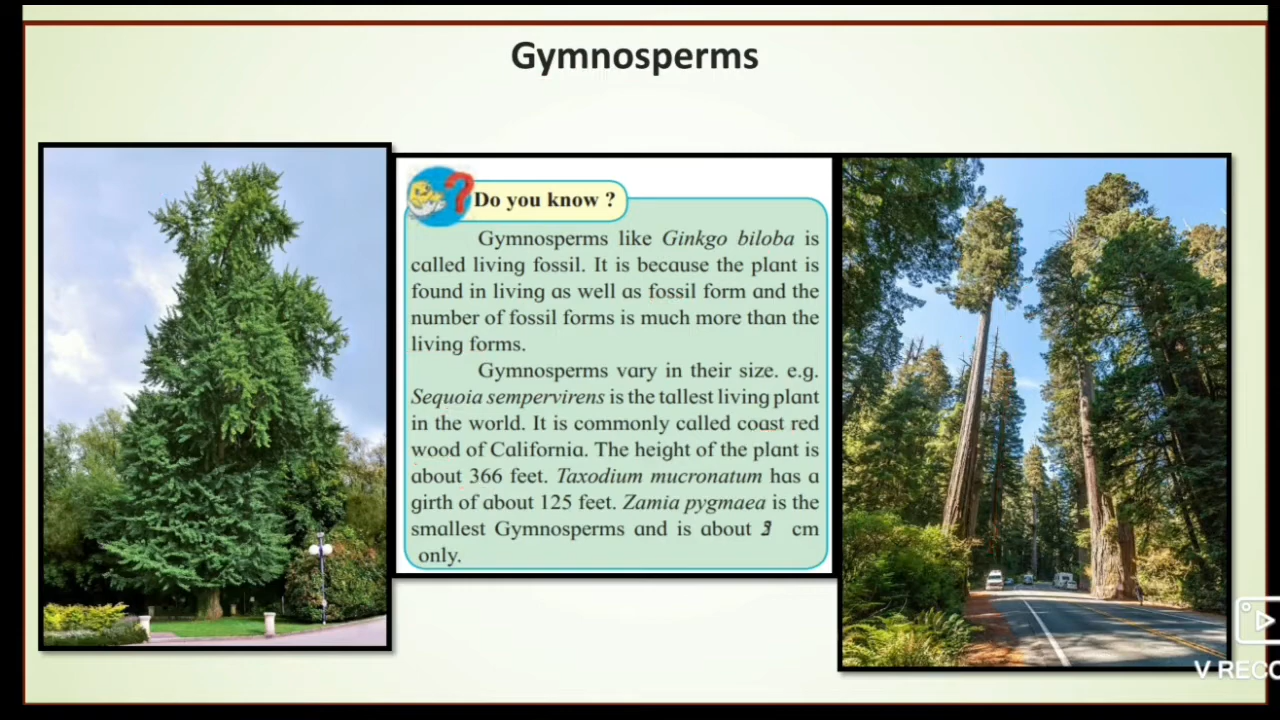 Gymnosperms
Do you know ?
Gymnosperms like Ginkgo biloba is
called living fossil. It is because the plant is
found in living as well as fossil form and the
number of fossil forms is much more than the
living forms.
Gymnosperms vary in their size. e.g.
Sequoia sempervirens is the tallest living plant
in the world. It is commonly called coast red
wood of California. The height of the plant is
about 366 feet. Taxodium mucronatum has a
girth of about 125 feet. Zamia pygmaea is the
smallest Gymnosperms and is about 3 cm
only.
V RECO